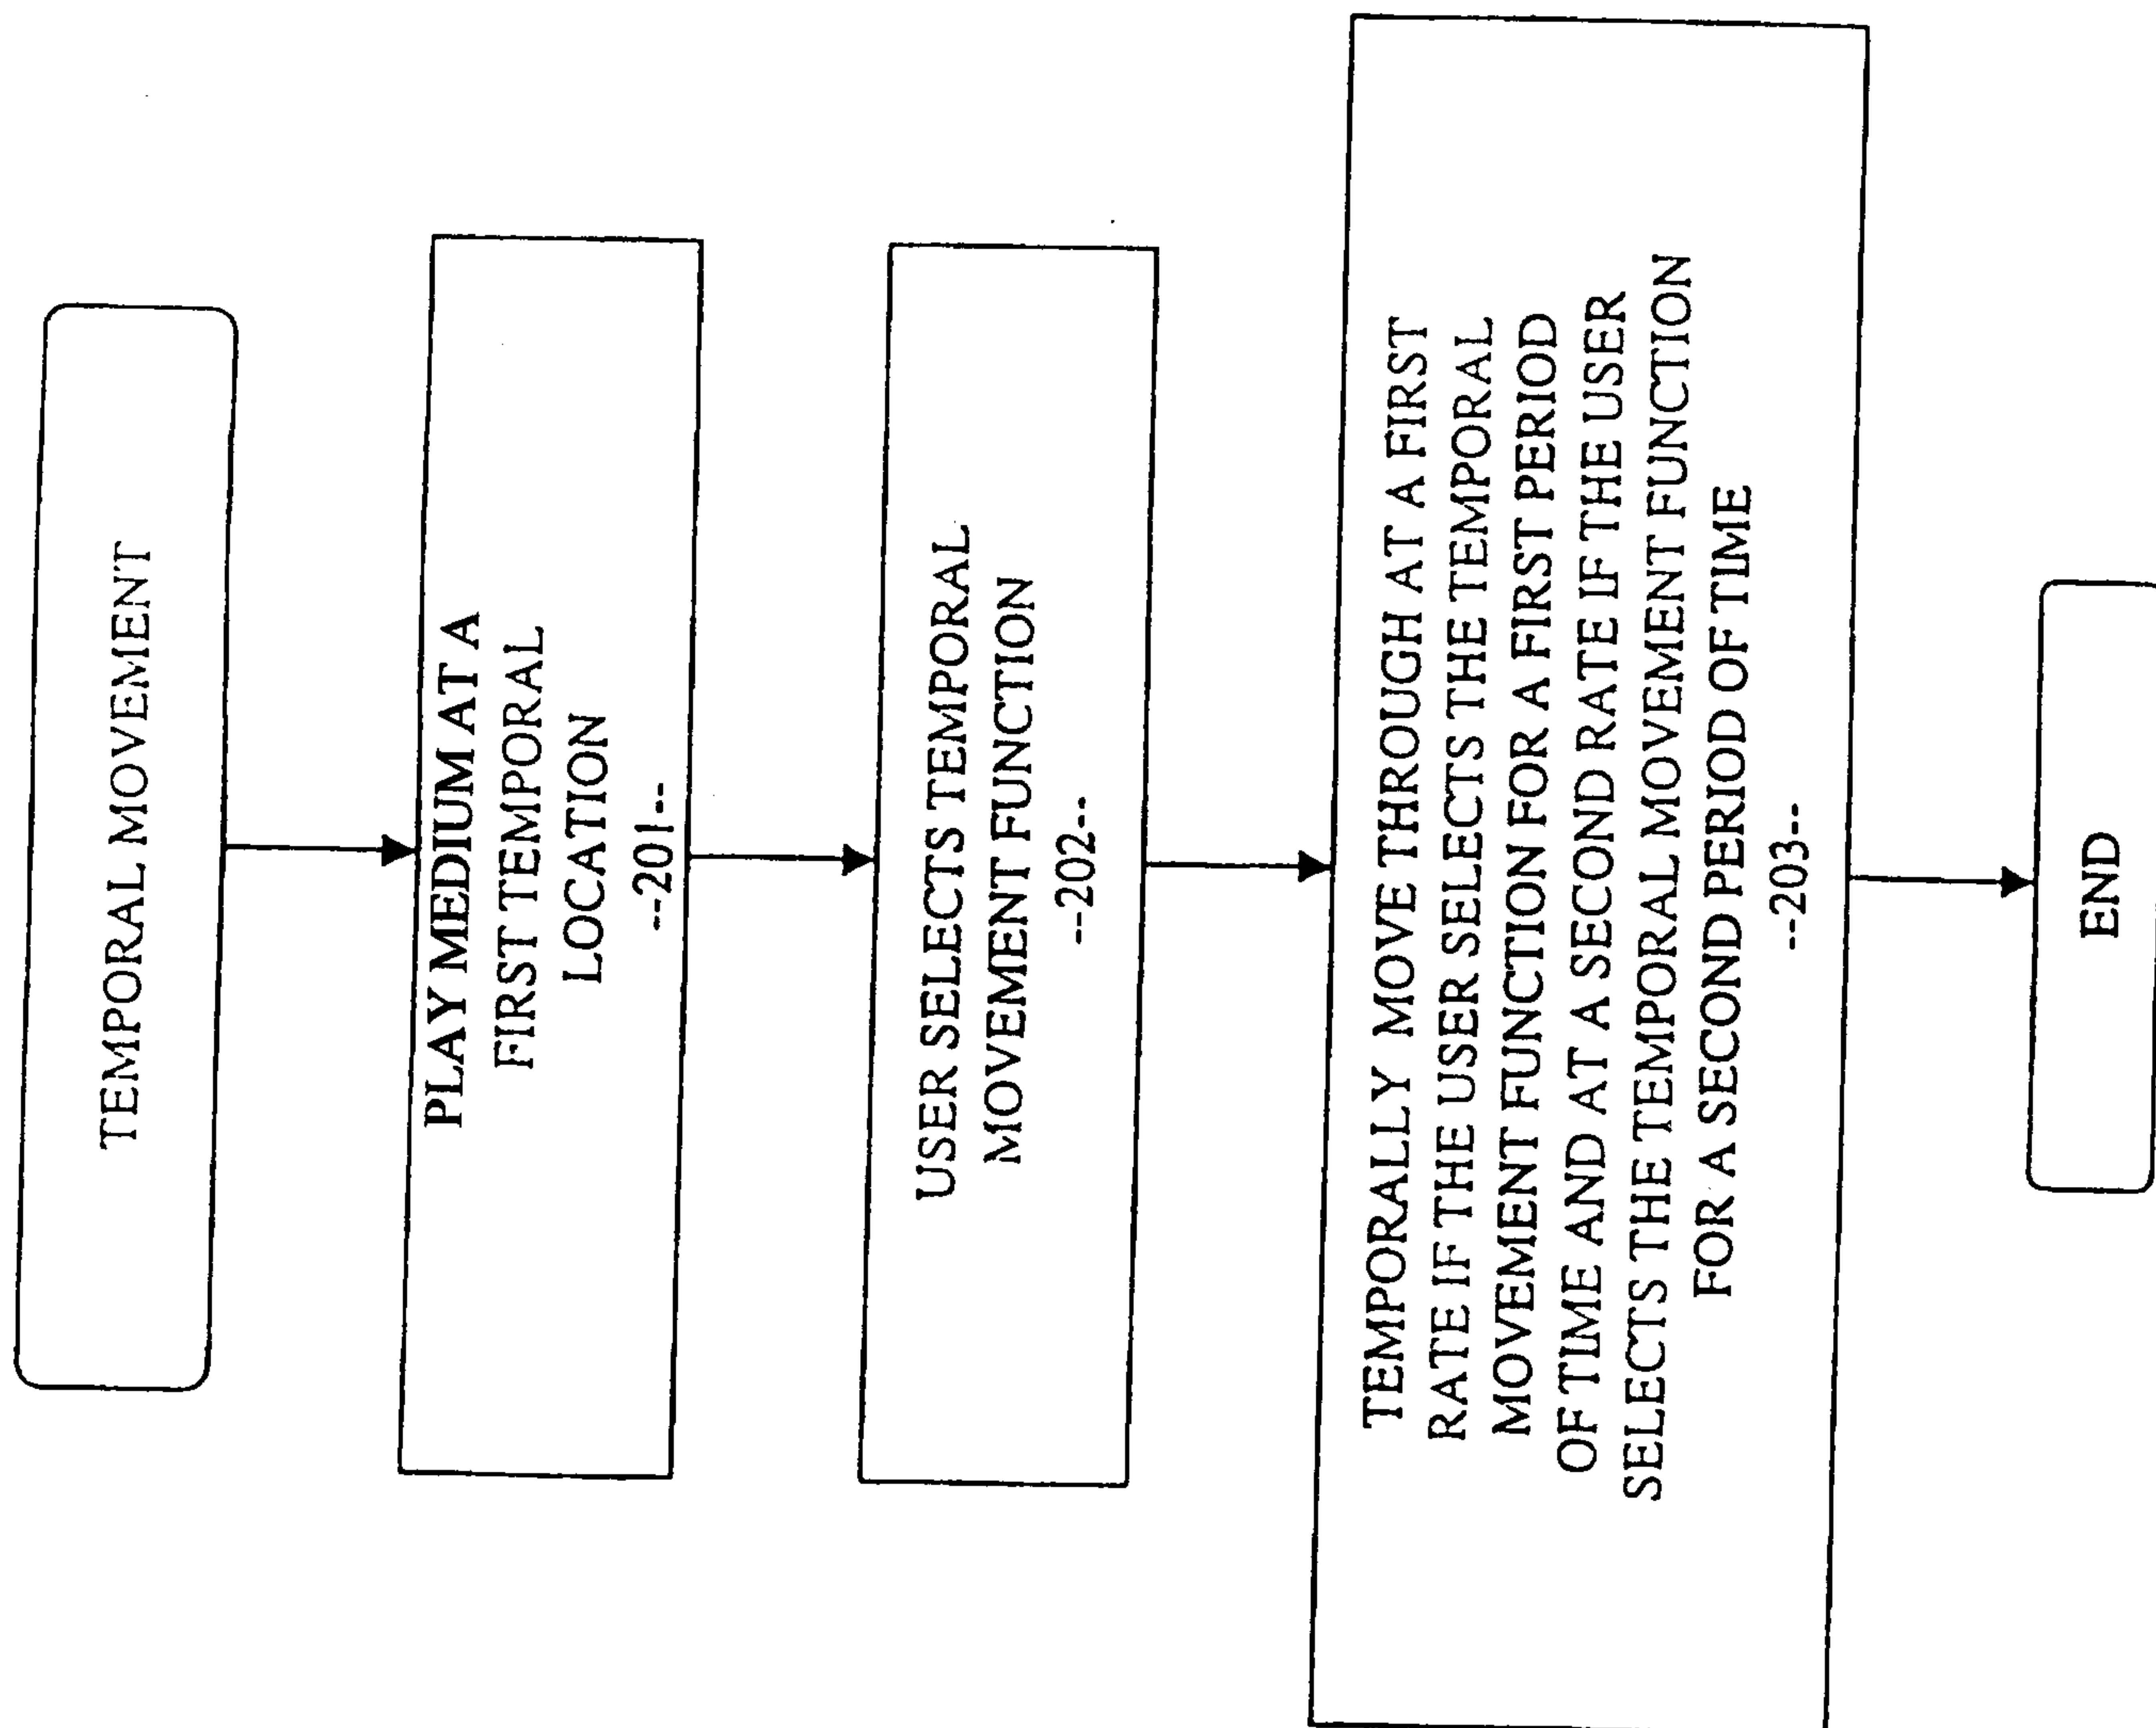 TEMPORAL MOVEMENT
PLAY MEDIUM AT A
FIRST TEMPORAL
LOCATION
--201--
USER SELECTS TEMPORAL
MOVEMENT FUNCTION
--202--
TEMPORALLY MOVE THROUGH AT A FIRST
RATE IF THE USER SELECTS THE TEMPORAL
MOVEMENT FUNCTION FOR A FIRST PERIOD
OF TIME AND AT A SECOND RATE IF THE USER
SELECTS THE TEMPORAL MOVEMENT FUNCTION
FOR A SECOND PERIOD OF TIME
--203--
END